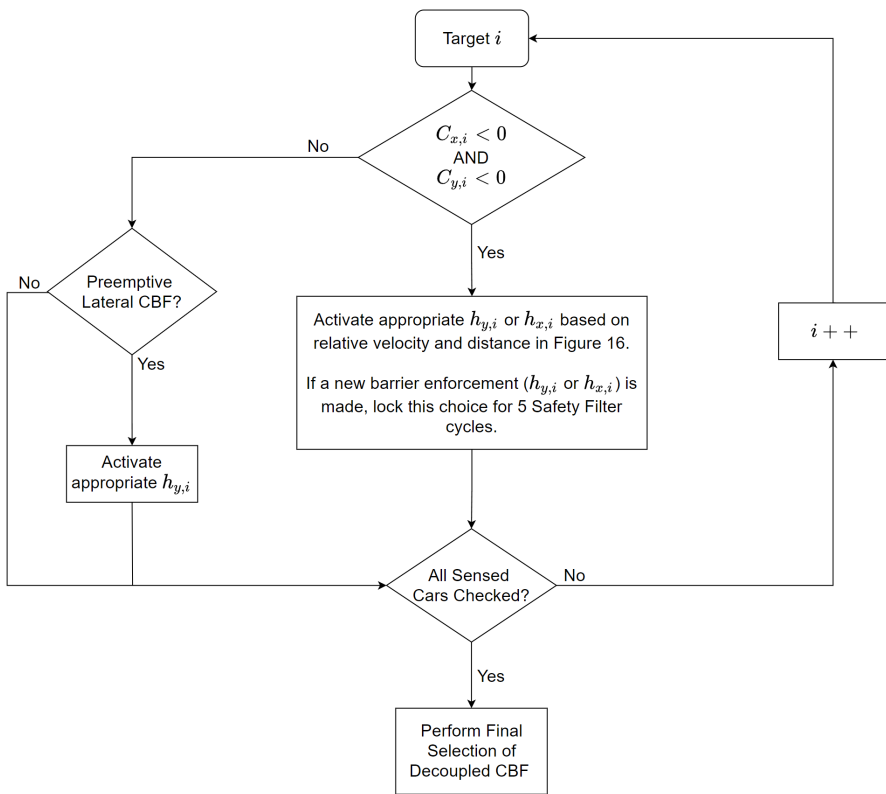 Target i
C_{x,i} < 0
AND
C_{y,i} < 0
No
Yes
Preemptive
Lateral CBF?
No
Yes
Activate
appropriate h_{y,i}
Activate appropriate h_{y,i} or h_{x,i} based on
relative velocity and distance in Figure 16.
If a new barrier enforcement (h_{y,i} or h_{x,i}) is
made, lock this choice for 5 Safety Filter
cycles.
i + +
All Sensed
Cars Checked?
No
Yes
Perform Final
Selection of
Decoupled CBF